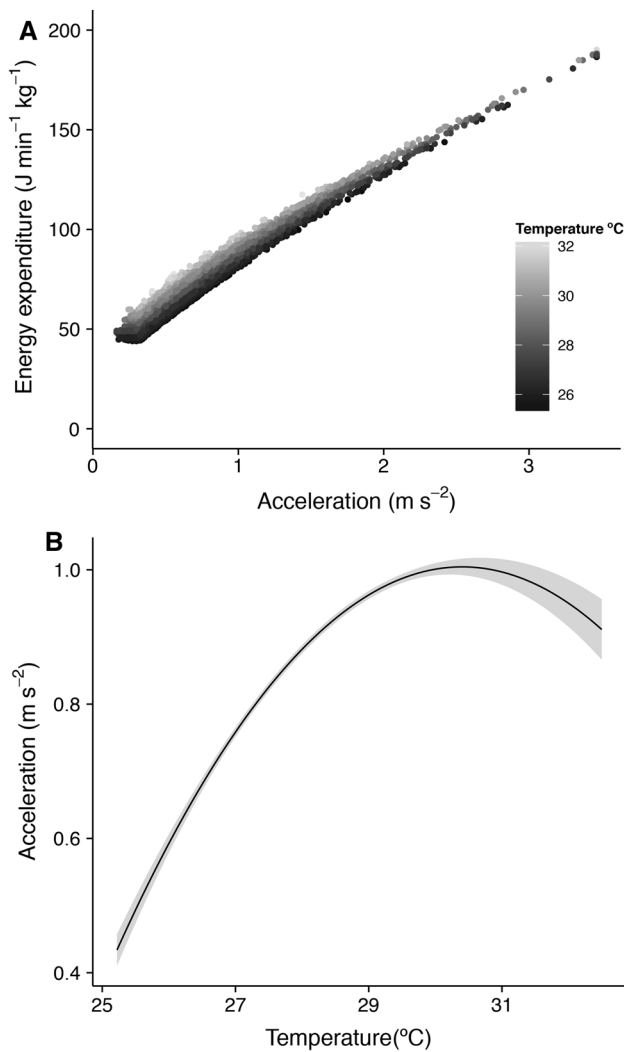 A
200
150
100
50
0
Energy expenditure (J min⁻¹ kg⁻¹)
Temperature ºC
32
30
28
26
0 1 2 3
Acceleration (m s⁻²)
B
1.0
0.8
0.6
0.4
Acceleration (m s⁻²)
25 27 29 31
Temperature(ºC)